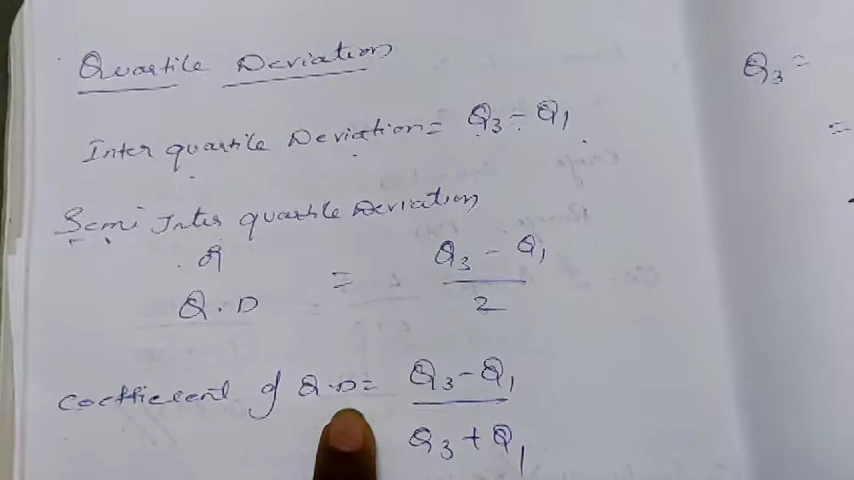 Quartile Deviation
Inter quartile Deviation = Q3 - Q1
Semi Inter quartile Deviation
or
Q.D = Q3 - Q1 / 2
coefficient of Q.D = Q3 - Q1 / Q3 + Q1
Q3 =
=